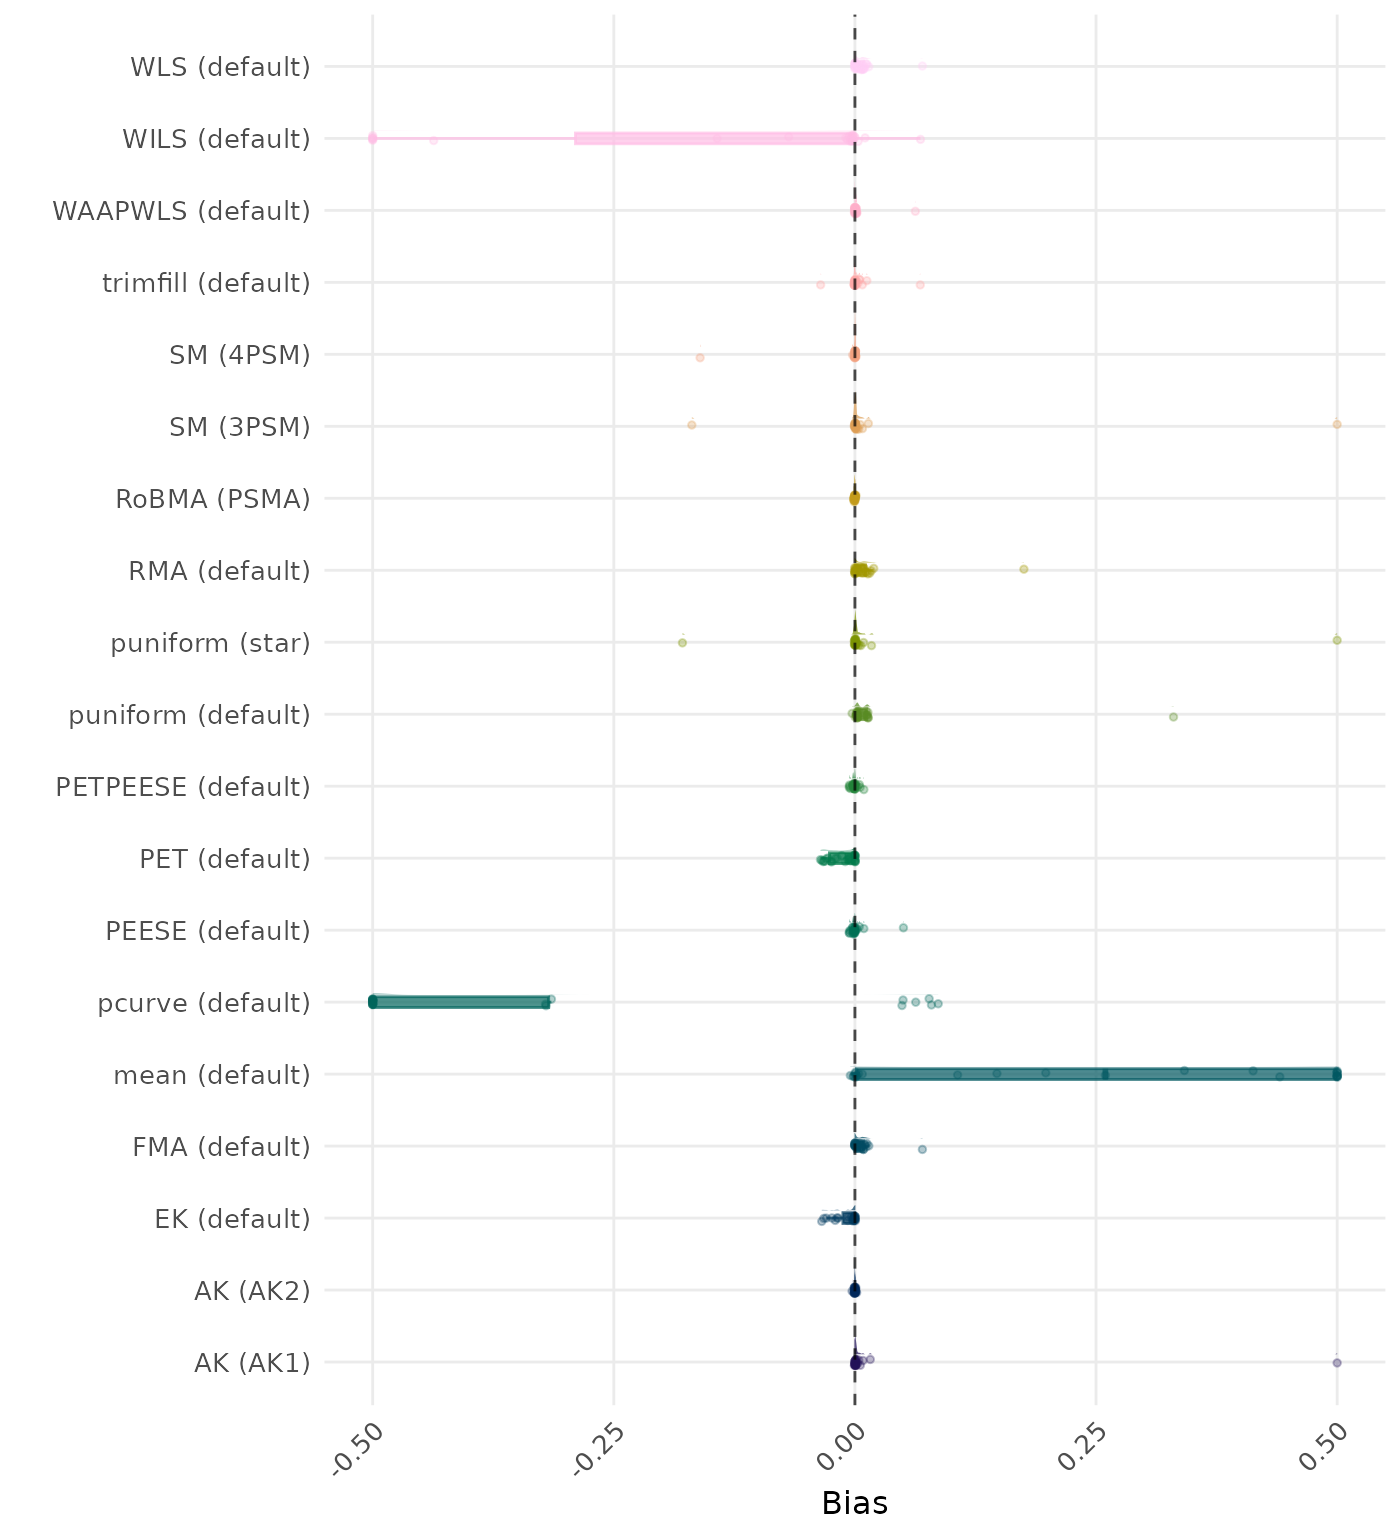 WLS (default)
WILS (default)
WAAPWLS (default)
trimfill (default)
SM (4PSM)
SM (3PSM)
RoBMA (PSMA)
RMA (default)
puniform (star)
puniform (default)
PETPEESE (default)
PET (default)
PEESE (default)
pcurve (default)
mean (default)
FMA (default)
EK (default)
AK (AK2)
AK (AK1)
-0.50 -0.25 0.00 0.25 0.50
Bias